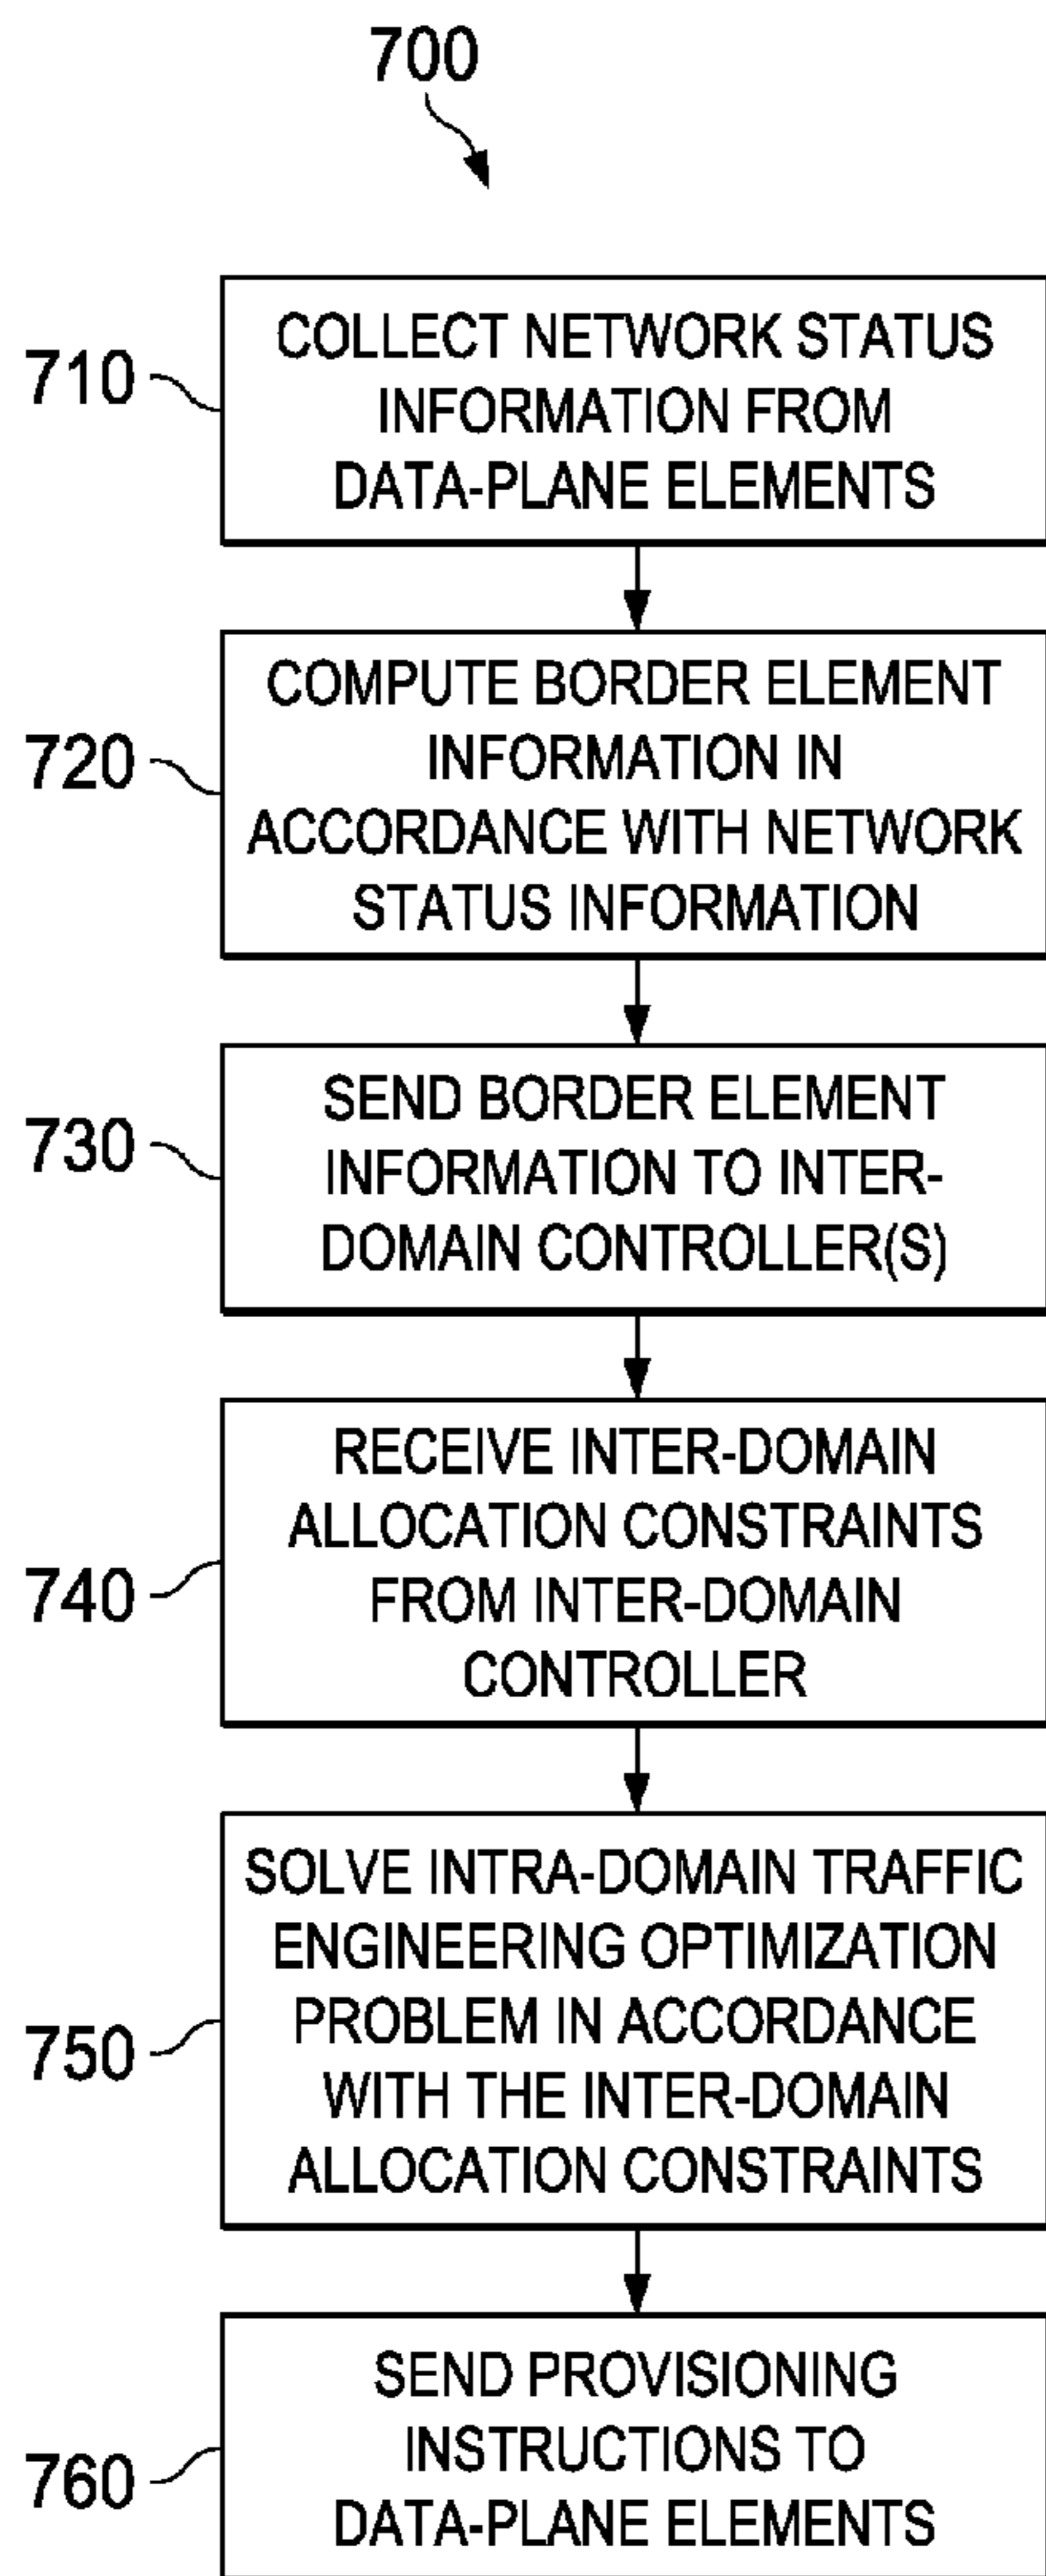 700
710
COLLECT NETWORK STATUS
INFORMATION FROM
DATA-PLANE ELEMENTS
720
COMPUTE BORDER ELEMENT
INFORMATION IN
ACCORDANCE WITH NETWORK
STATUS INFORMATION
730
SEND BORDER ELEMENT
INFORMATION TO INTER-
DOMAIN CONTROLLER(S)
740
RECEIVE INTER-DOMAIN
ALLOCATION CONSTRAINTS
FROM INTER-DOMAIN
CONTROLLER
750
SOLVE INTRA-DOMAIN TRAFFIC
ENGINEERING OPTIMIZATION
PROBLEM IN ACCORDANCE
WITH THE INTER-DOMAIN
ALLOCATION CONSTRAINTS
760
SEND PROVISIONING
INSTRUCTIONS TO
DATA-PLANE ELEMENTS